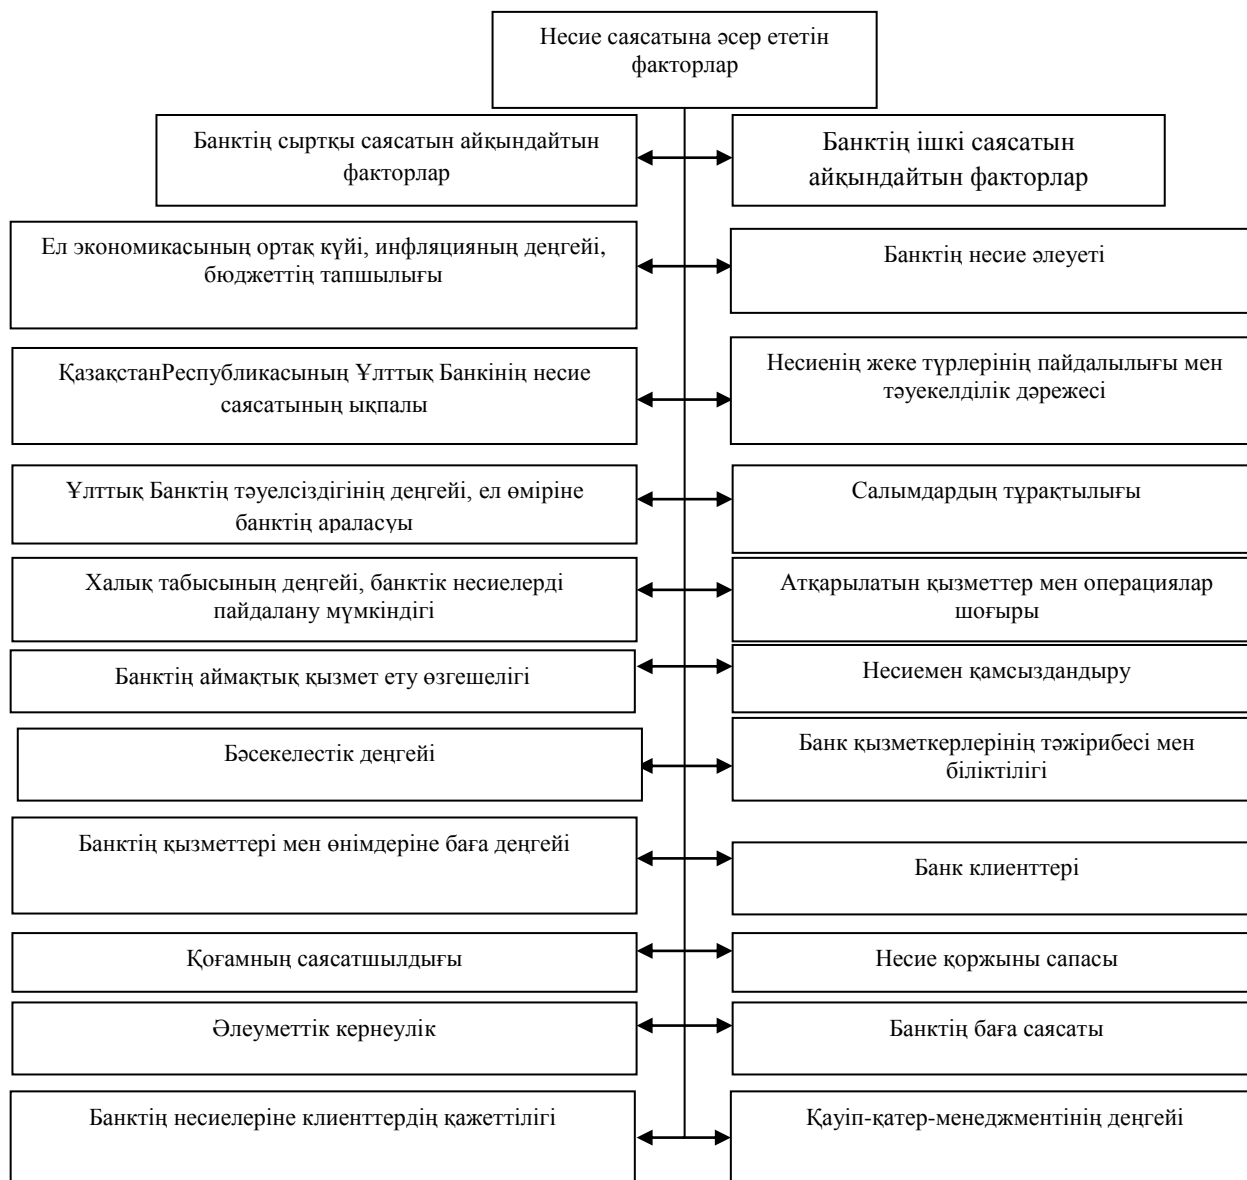 Несие саясатына әсер ететін
факторлар
Банктің сыртқы саясатын айқындайтын
факторлар
Банктің ішкі саясатын
айқындайтын факторлар
Ел экономикасының ортақ күйі, инфляцияның деңгейі,
бюджеттің тапшылығы
Банктің несие әлеуеті
ҚазақстанРеспубликасының Ұлттық Банкінің несие
саясатының ықпалы
Несиенің жеке түрлерінің пайдалылығы мен
тәуекелділік дәрежесі
Ұлттық Банктің тәуелсіздігінің деңгейі, ел өміріне
банктің араласуы
Салымдардың тұрақтылығы
Халық табысының деңгейі, банктік несиелерді
пайдалану мүмкіндігі
Атқарылатын қызметтер мен операциялар
шоғыры
Банктің аймақтық қызмет ету өзгешелігі
Несиемен қамсыздандыру
Бәсекелестік деңгейі
Банк қызметкерлерінің тәжірибесі мен
біліктілігі
Банктің қызметтері мен өнімдеріне баға деңгейі
Банк клиенттері
Қоғамның саясатшылдығы
Несие қоржыны сапасы
Әлеуметтік кернеулік
Банктің баға саясаты
Банктің несиелеріне клиенттердің қажеттілігі
Қауіп-қатер-менеджментінің деңгейі